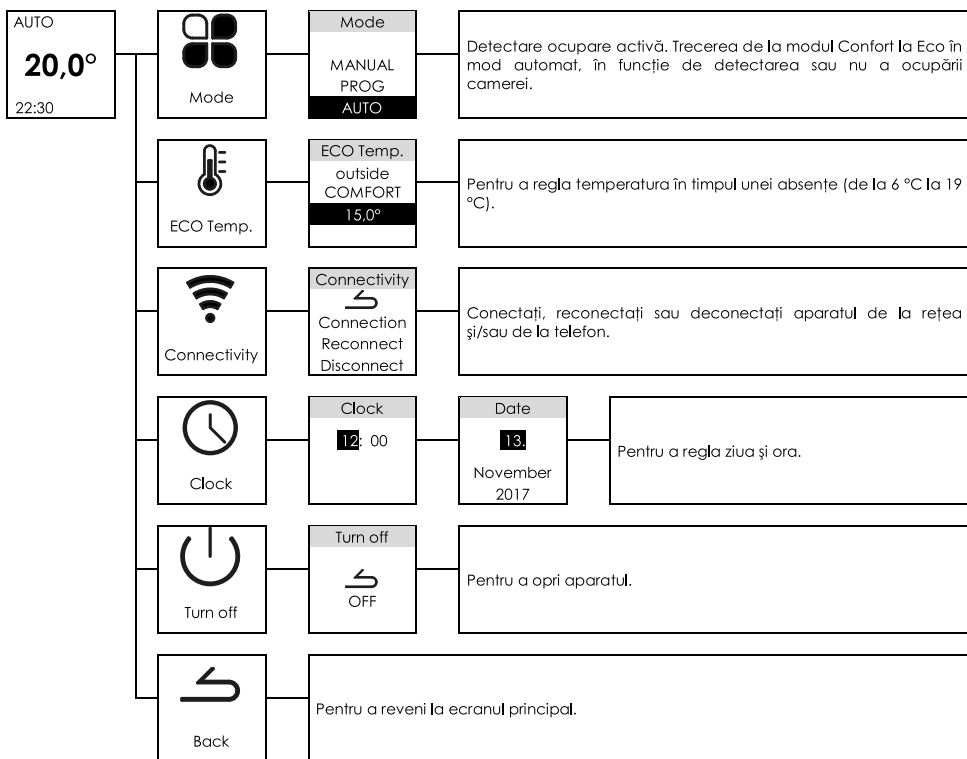 AUTO
20,0°
22:30
Mode
Mode
MANUAL
PROG
AUTO
Detectare ocupare activă. Trecerea de la modul Confort la Eco în
mod automat, în funcție de detectarea sau nu a ocupării
camerei.
ECO Temp.
ECO Temp.
outside
COMFORT
15,0°
Pentru a regla temperatura în timpul unei absențe (de la 6 °C la 19
°C).
Connectivity
Connectivity
Connection
Reconnect
Disconnect
Conectați, reconectați sau deconectați aparatul de la rețea
și/sau de la telefon.
Clock
Clock
12: 00
Date
13.
November
2017
Pentru a regla ziua și ora.
Turn off
Turn off
OFF
Pentru a opri aparatul.
Back
Pentru a reveni la ecranul principal.